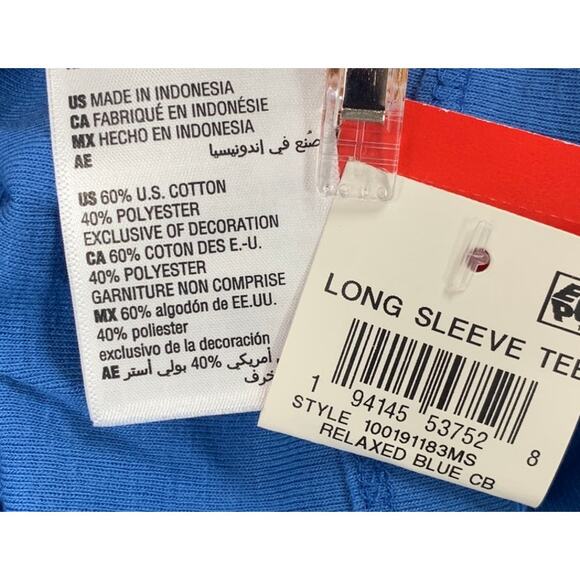 US MADE IN INDONESIA
CA FABRIQUÉ EN INDONÉSIE
MX HECHO EN INDONESIA
AE صُنع في إندونيسيا
US 60% U.S. COTTON
40% POLYESTER
EXCLUSIVE OF DECORATION
CA 60% COTON DES E.-U.
40% POLYESTER
GARNITURE NON COMPRISE
MX 60% algodón de EE.UU.
40% poliester
exclusivo de la decoración
AE أمريكي 40% بولي أستر
LONG SLEEVE TEE
1 94145 53752 8
STYLE 100191183MS
RELAXED BLUE CB